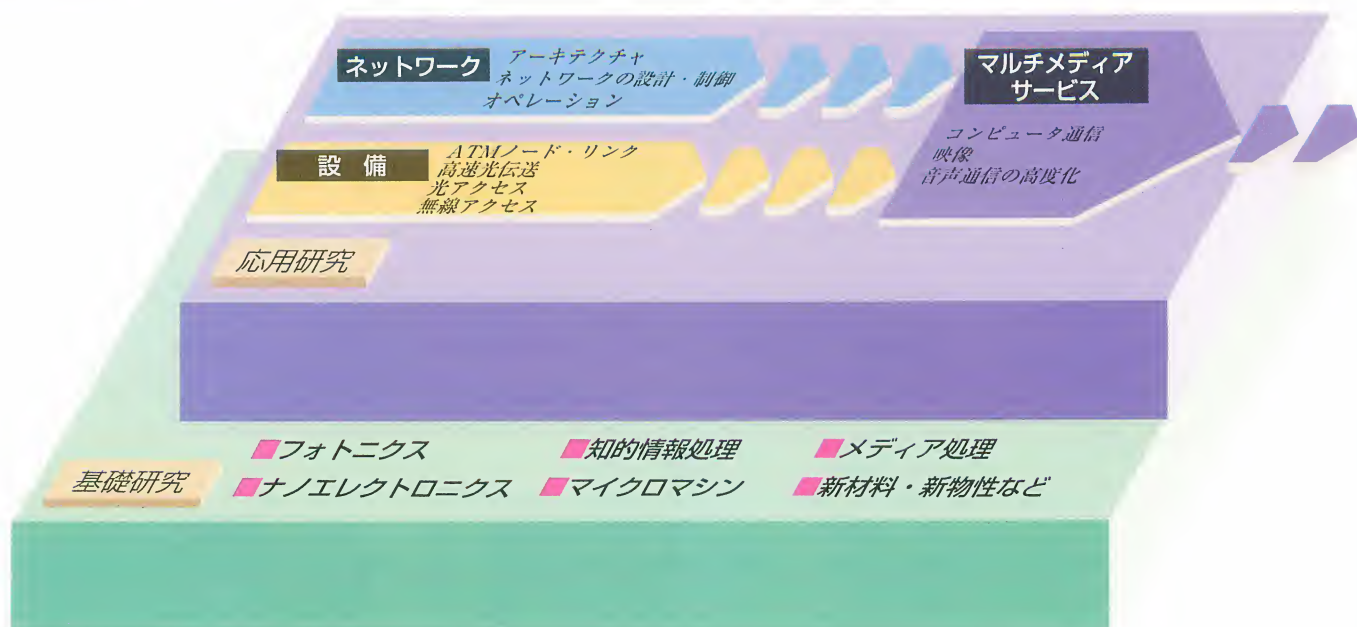 ネットワーク
アーキテクチャ
ネットワークの設計・制御
オペレーション
マルチメディア
サービス
コンピュータ通信
映像
音声通信の高度化
設備
ATMノード・リンク
高速光伝送
光アクセス
無線アクセス
応用研究
■フォトニクス ■知的情報処理 ■メディア処理
基礎研究
■ナノエレクトロニクス ■マイクロマシン ■新材料・新物性など